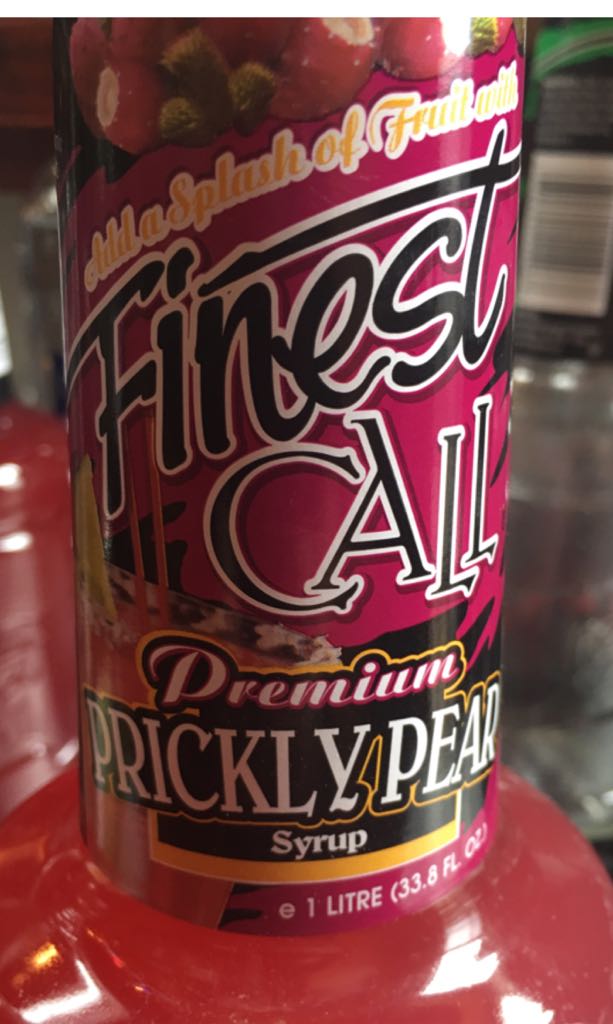 Add a Splash of Fruit with
Finest
CALL
Premium
PRICKLY PEAR
Syrup
e 1 LITRE (33.8 FL. OZ.)